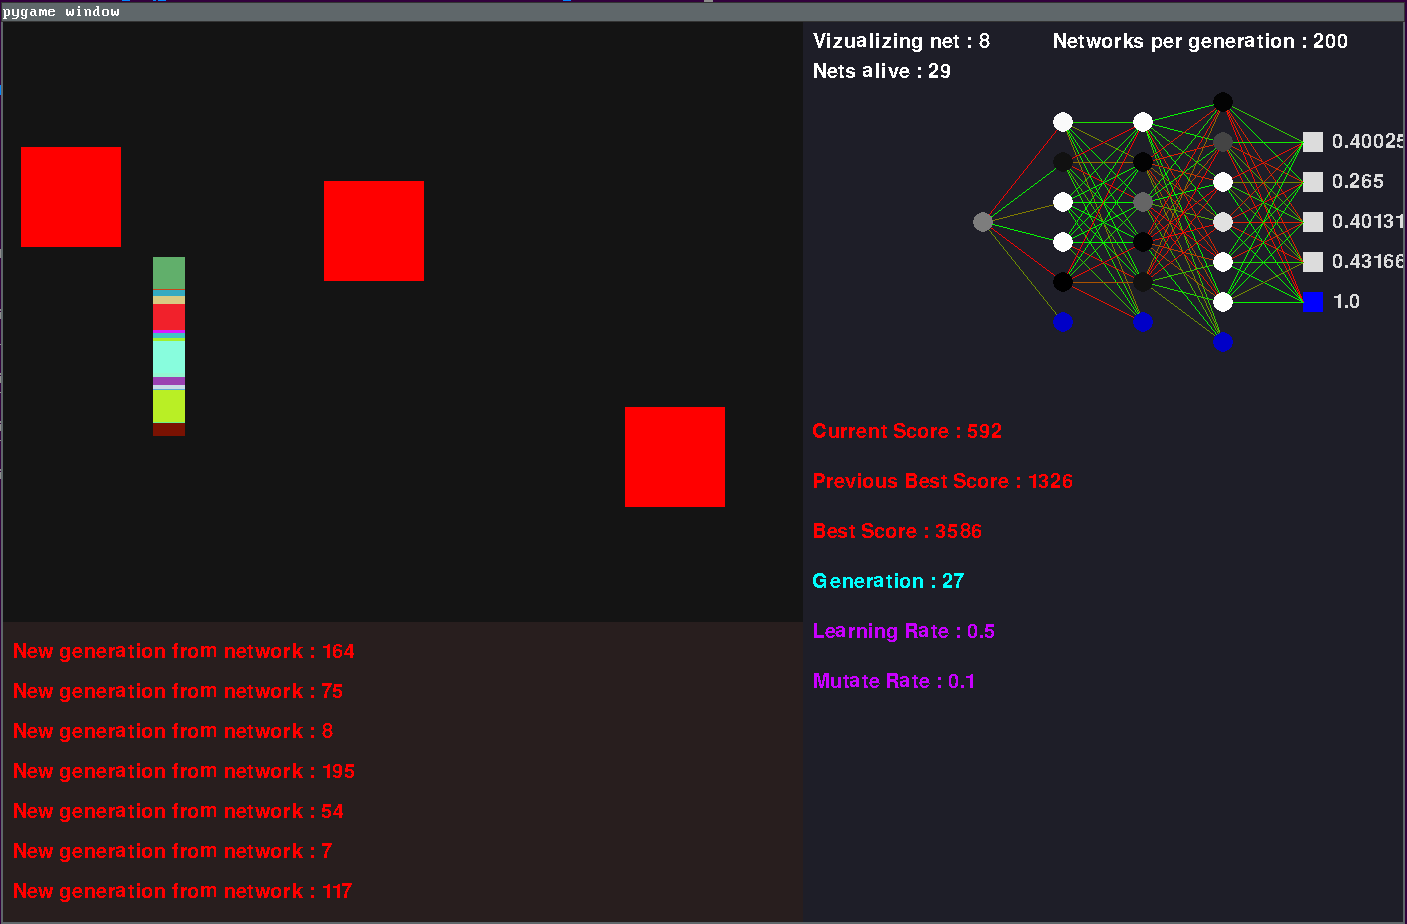 pygame window
Vizualizing net : 8 Networks per generation : 200
Nets alive : 29
0.40025
0.265
0.40131
0.43166
1.0
Current Score : 592
Previous Best Score : 1326
Best Score : 3586
Generation : 27
Learning Rate : 0.5
Mutate Rate : 0.1
New generation from network : 164
New generation from network : 75
New generation from network : 8
New generation from network : 195
New generation from network : 54
New generation from network : 7
New generation from network : 117